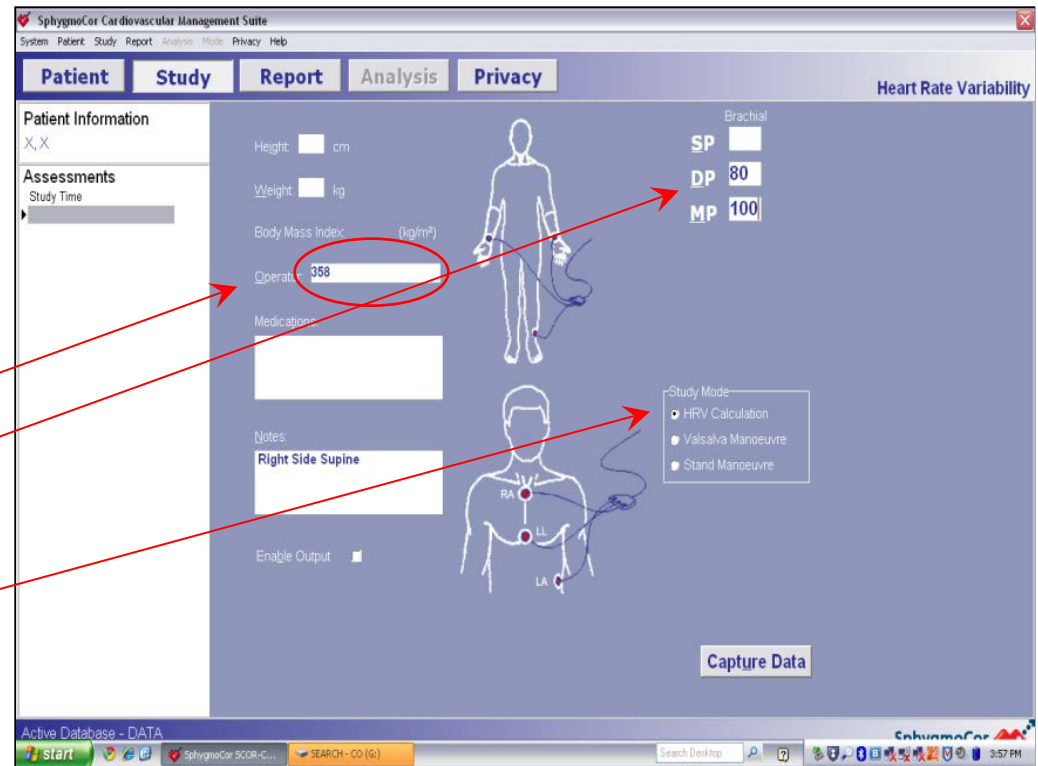 SphygmoCor Cardiovascular Management Suite
System Patient Study Report Analysis Mode Privacy Help
Patient Study Report Analysis Privacy
Heart Rate Variability
Patient Information
X, X
Assessments
Study Time
Height: cm
Weight: kg
Body Mass Index: (kg/m²)
Operator: 358
Medications:
Notes:
Right Side Supine
Enable Output
Brachial
SP
DP 80
MP 100
RA
LL
LA
Study Mode
HRV Calculation
Valsalva Manoeuvre
Stand Manoeuvre
Capture Data
Active Database - DATA
SphygmoCor
start
SphygmoCor SCOR-C...
SEARCH - CO (G:)
Search Desktop
3:57 PM